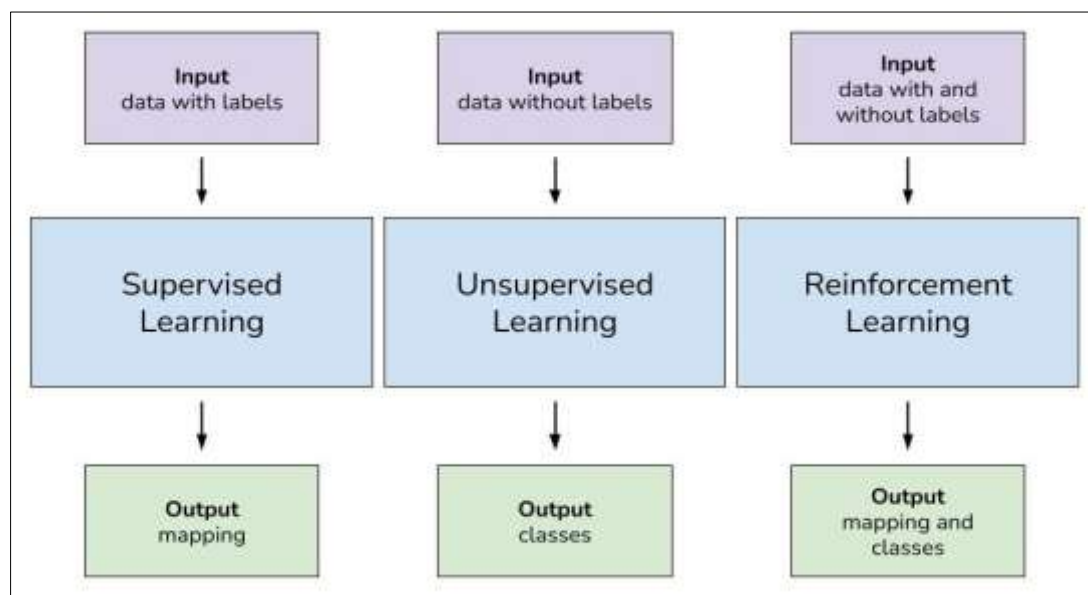 Input
data with labels
Input
data without labels
Input
data with and
without labels
Supervised
Learning
Unsupervised
Learning
Reinforcement
Learning
Output
mapping
Output
classes
Output
mapping and
classes